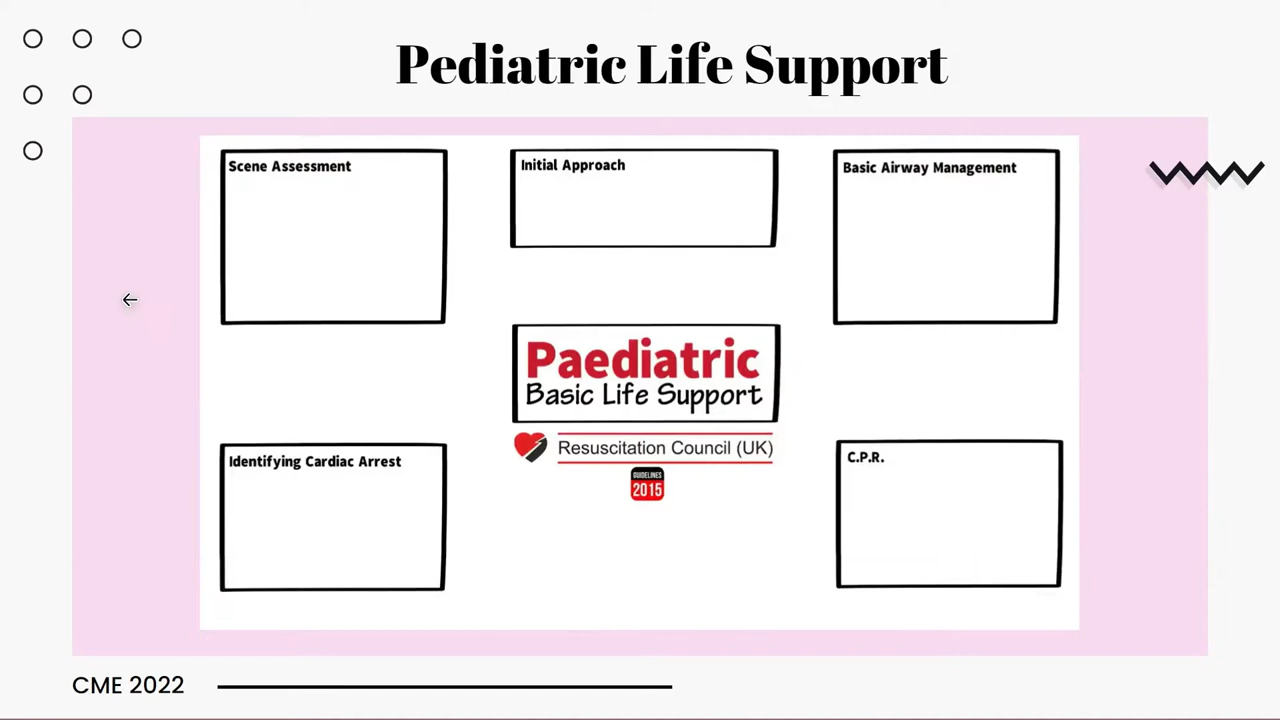 Pediatric Life Support
Scene Assessment
Initial Approach
Basic Airway Management
Paediatric
Basic Life Support
Resuscitation Council (UK)
GUIDELINES
2015
Identifying Cardiac Arrest
C.P.R.
CME 2022